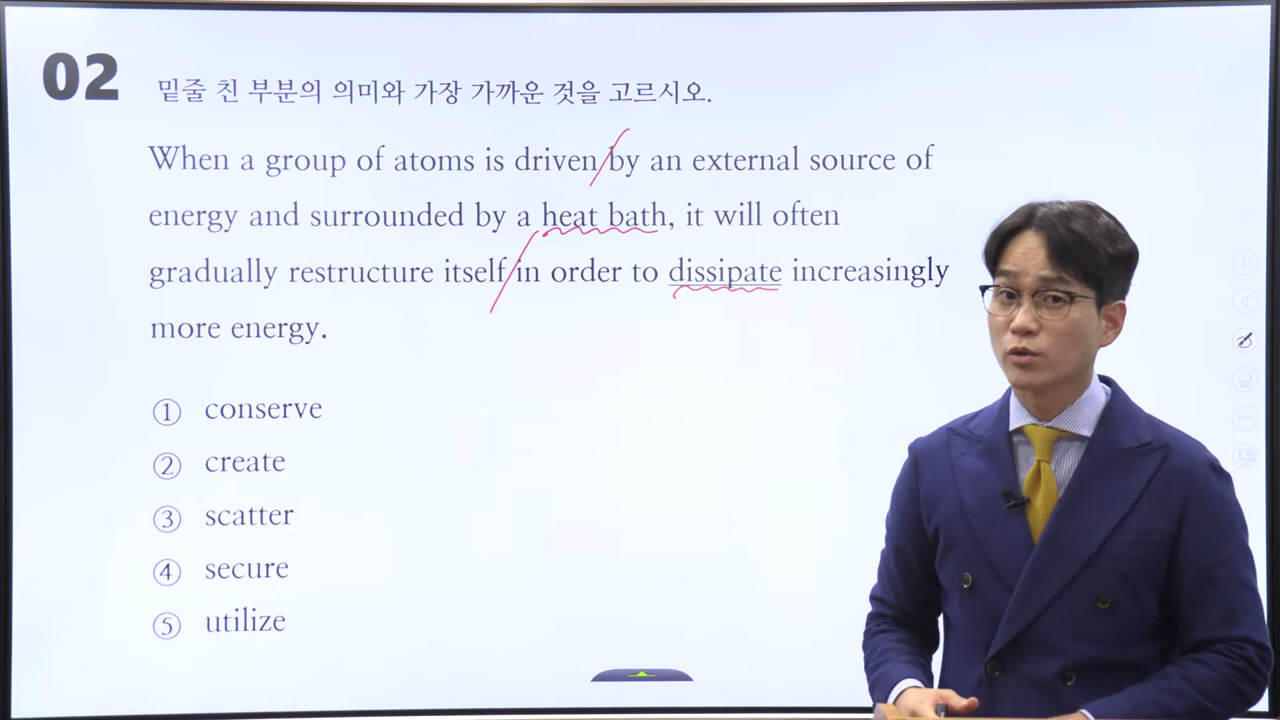 02
밑줄 친 부분의 의미와 가장 가까운 것을 고르시오.
When a group of atoms is driven by an external source of
energy and surrounded by a heat bath, it will often
gradually restructure itself in order to dissipate increasingly
more energy.
① conserve
② create
③ scatter
④ secure
⑤ utilize